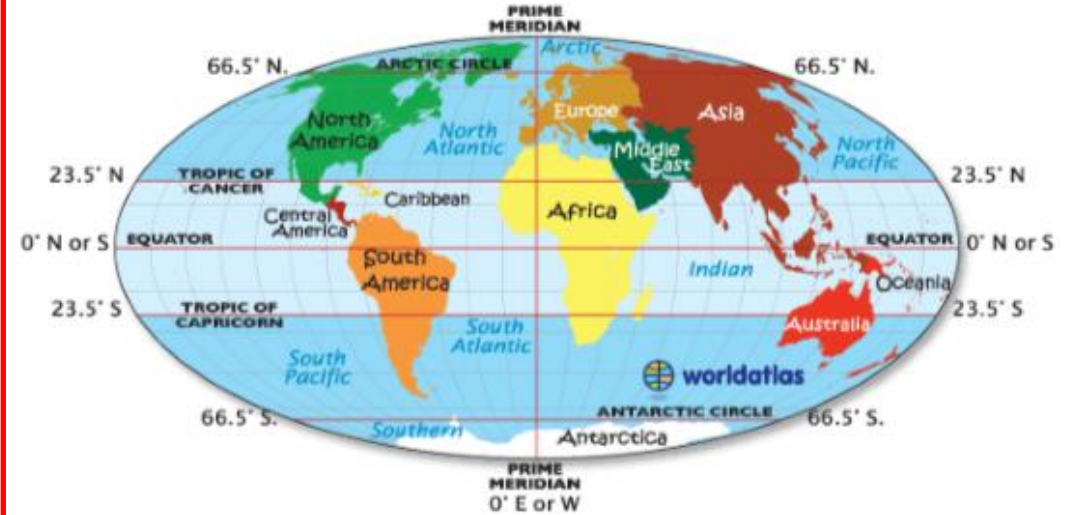 PRIME
MERIDIAN
Arctic
66.5° N.
ARCTIC CIRCLE
66.5° N.
Europe
Asia
North
America
North
Atlantic
Middle
East
North
Pacific
23.5° N
TROPIC OF
CANCER
23.5° N
Caribbean
Central
America
Africa
0° N or S
EQUATOR
EQUATOR
0° N or S
South
America
Indian
Oceania
23.5° S
TROPIC OF
CAPRICORN
23.5° S
South
Atlantic
Australia
South
Pacific
worldatlas
66.5° S.
ANTARCTIC CIRCLE
66.5° S.
Southern
Antarctica
PRIME
MERIDIAN
0° E or W